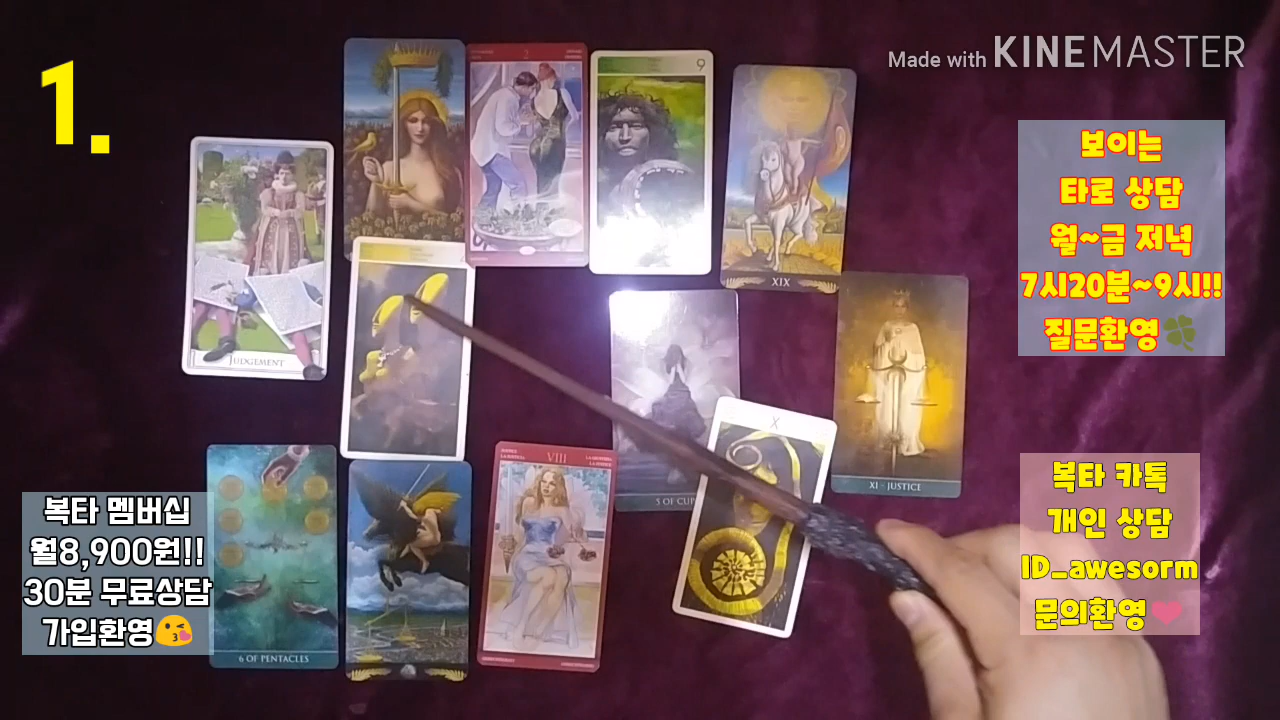 1.
Made with KINEMASTER
보이는
타로 상담
월~금 저녁
7시20분~9시!!
질문환영🍀
복타 카톡
개인 상담
ID_awesorm
문의환영❤
복타 멤버십
월8,900원!!
30분 무료상담
가입환영😘
JUDGEMENT
2
9
XIX
XI - JUSTICE
5 OF CUP
X
VIII
6 OF PENTACLES